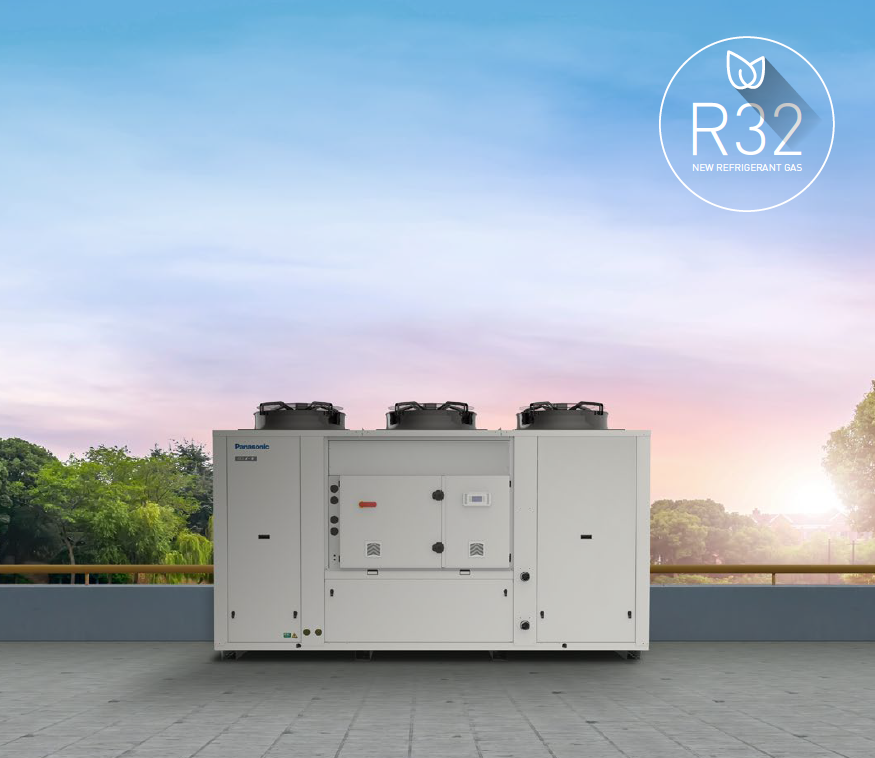 R32
NEW REFRIGERANT GAS
Panasonic